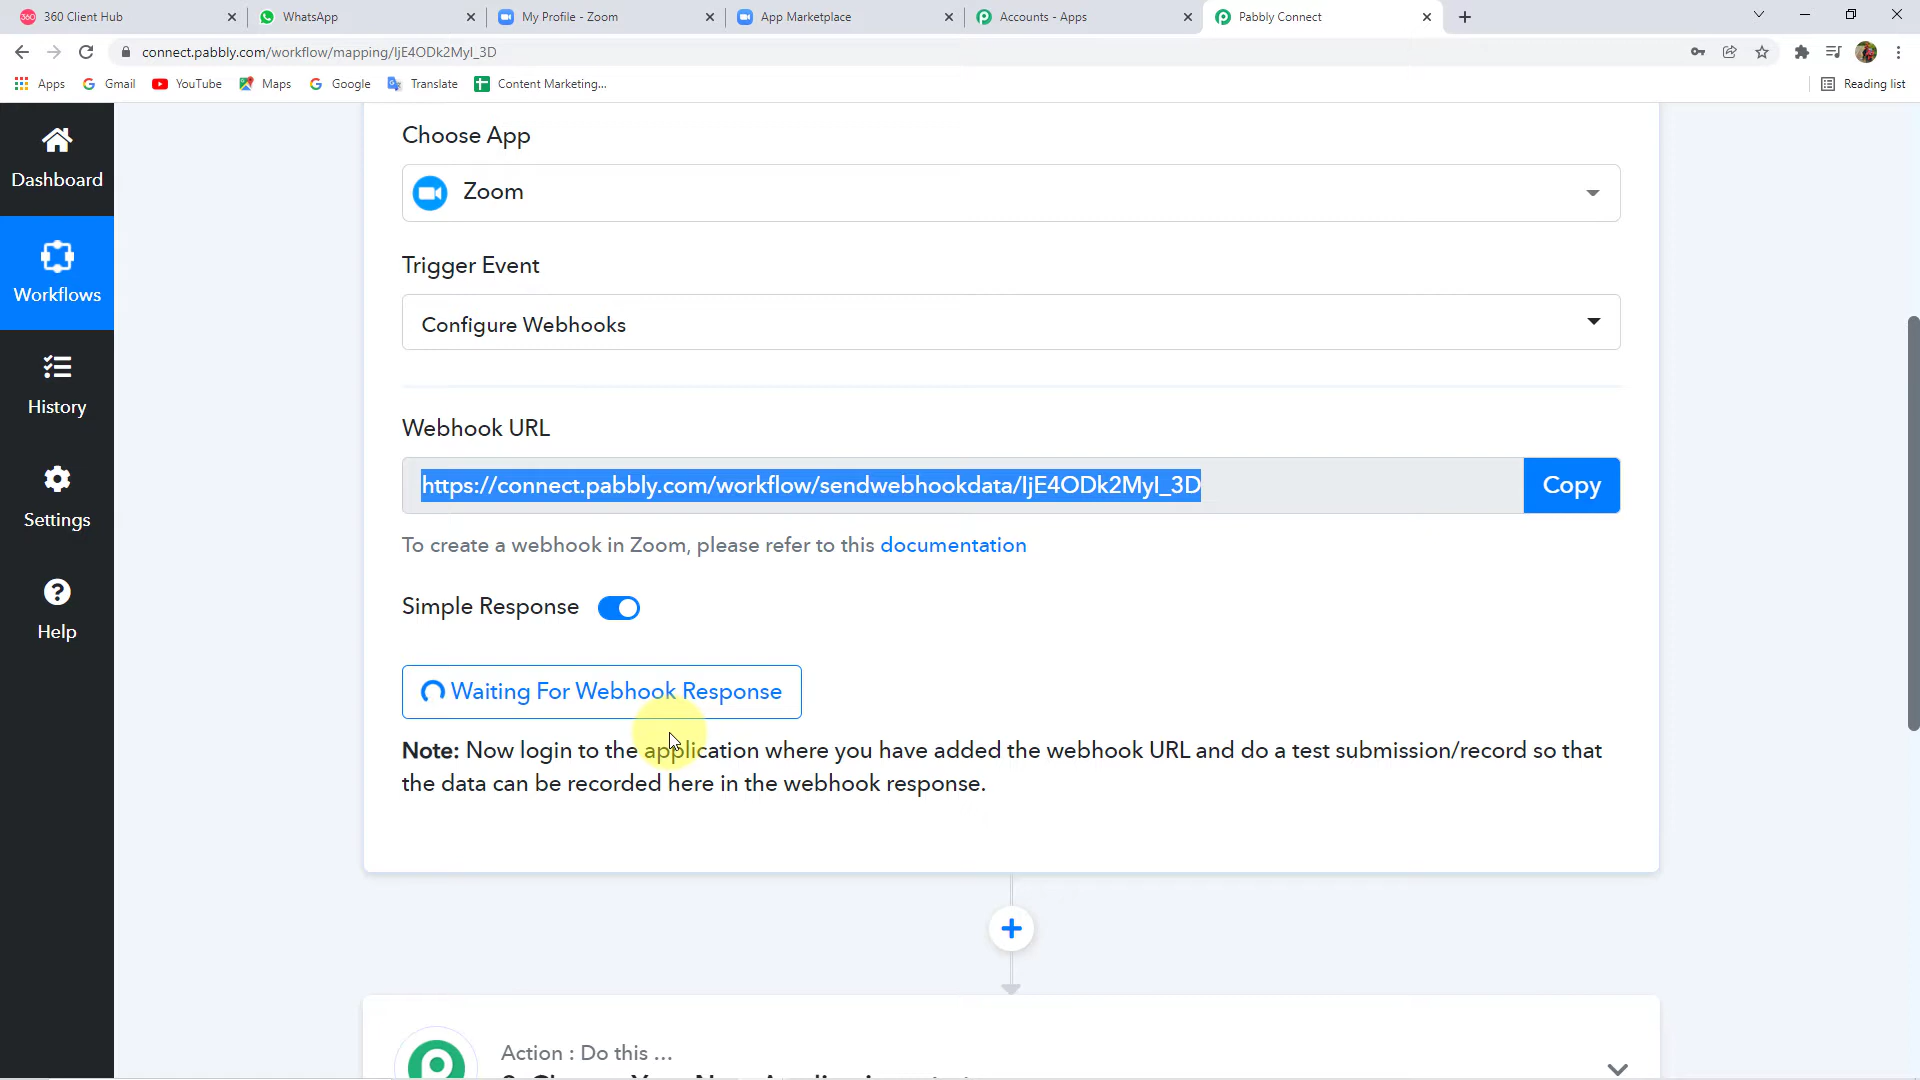 360 Client Hub
WhatsApp
My Profile - Zoom
App Marketplace
Accounts - Apps
Pabbly Connect
connect.pabbly.com/workflow/mapping/IjE4ODk2MyI_3D
Apps
Gmail
YouTube
Maps
Google
Translate
Content Marketing...
Reading list
Dashboard
Workflows
History
Settings
Help
Choose App
Zoom
Trigger Event
Configure Webhooks
Webhook URL
https://connect.pabbly.com/workflow/sendwebhookdata/IjE4ODk2MyI_3D
Copy
To create a webhook in Zoom, please refer to this documentation
Simple Response
Waiting For Webhook Response
Note: Now login to the application where you have added the webhook URL and do a test submission/record so that
the data can be recorded here in the webhook response.
Action : Do this ...